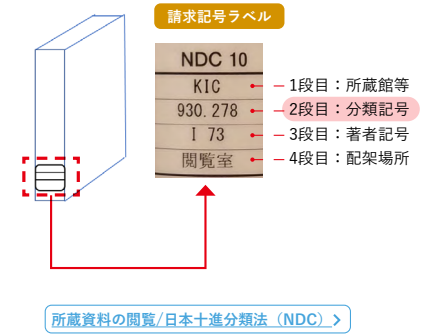 請求記号ラベル
NDC 10
KIC
1段目：所蔵館等
930.278
2段目：分類記号
I 73
3段目：著者記号
閲覧室
4段目：配架場所
所蔵資料の閲覧/日本十進分類法（NDC）